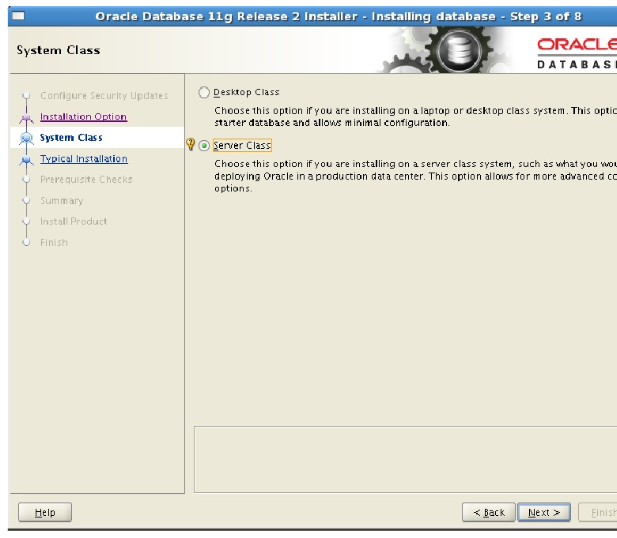 Oracle Database 11g Release 2 Installer - Installing database - Step 3 of 8
System Class
ORACLE
DATABAS
Configure Security Updates
Installation Option
System Class
Typical Installation
Prerequisite Checks
Summary
Install Product
Finish
Desktop Class
Choose this option if you are installing on a laptop or desktop class system. This optic
starter database and allows minimal configuration.
Server Class
Choose this option if you are installing on a server class system, such as what you wou
deploying Oracle in a production data center. This option allows for more advanced cc
options.
Help
< Back
Next >
Finish